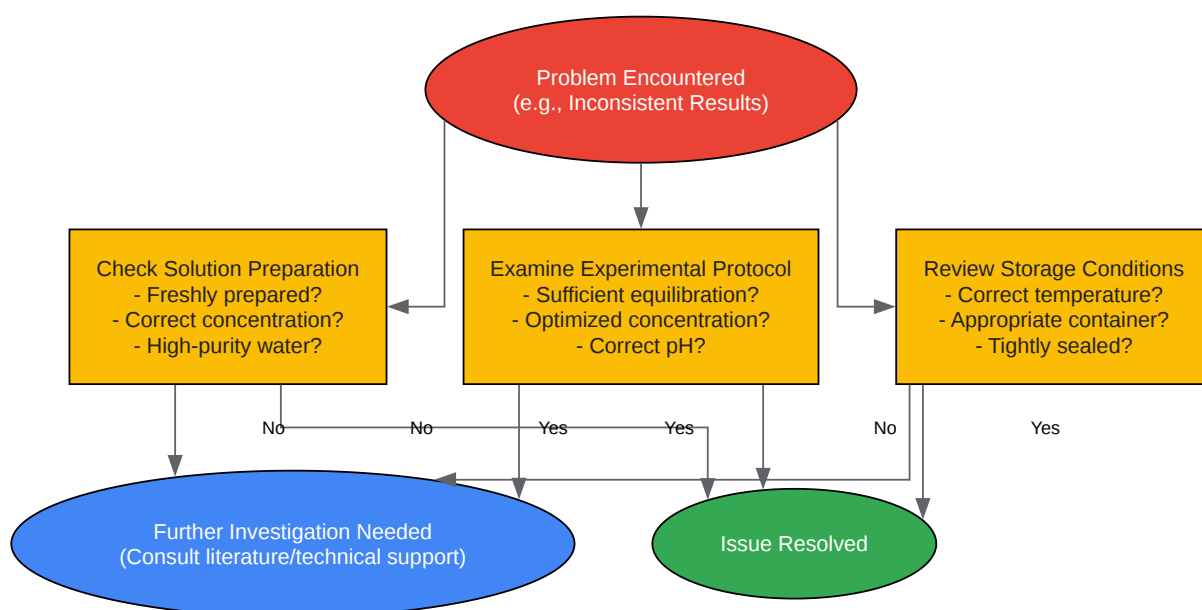 Problem Encountered
(e.g., Inconsistent Results)
Check Solution Preparation
- Freshly prepared?
- Correct concentration?
- High-purity water?
Examine Experimental Protocol
- Sufficient equilibration?
- Optimized concentration?
- Correct pH?
Review Storage Conditions
- Correct temperature?
- Appropriate container?
- Tightly sealed?
No
No
Yes
Yes
No
Yes
Further Investigation Needed
(Consult literature/technical support)
Issue Resolved